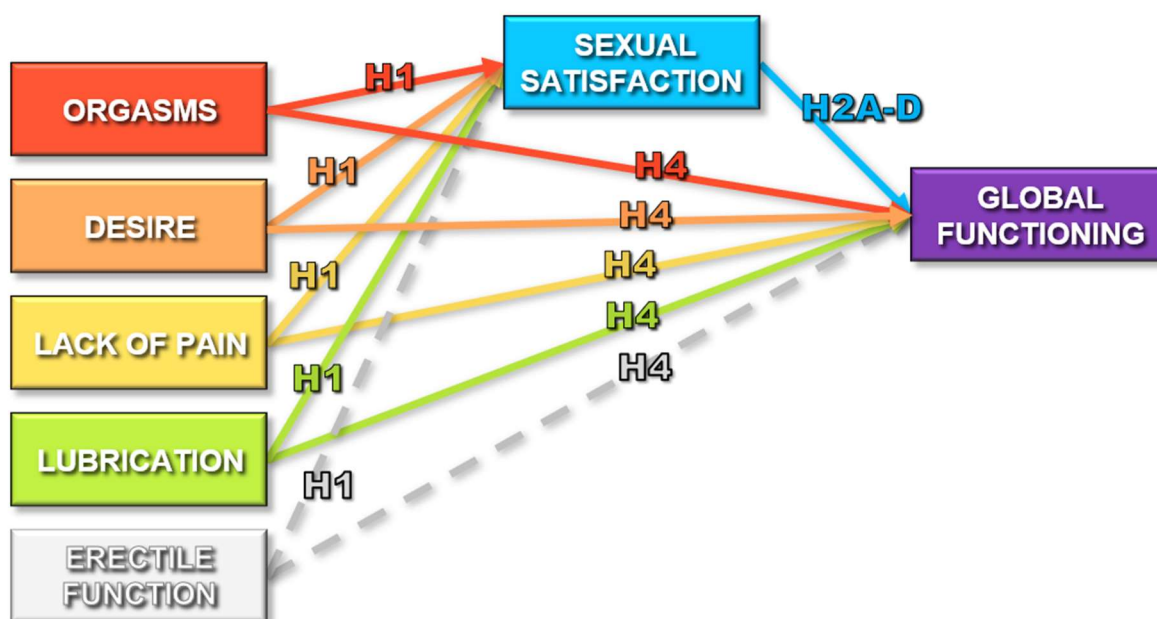 SEXUAL
SATISFACTION
H1
ORGASMS
H2A-D
H1
H4
DESIRE
H4
GLOBAL
FUNCTIONING
H1
H4
LACK OF PAIN
H4
H1
H4
LUBRICATION
H1
ERECTILE
FUNCTION